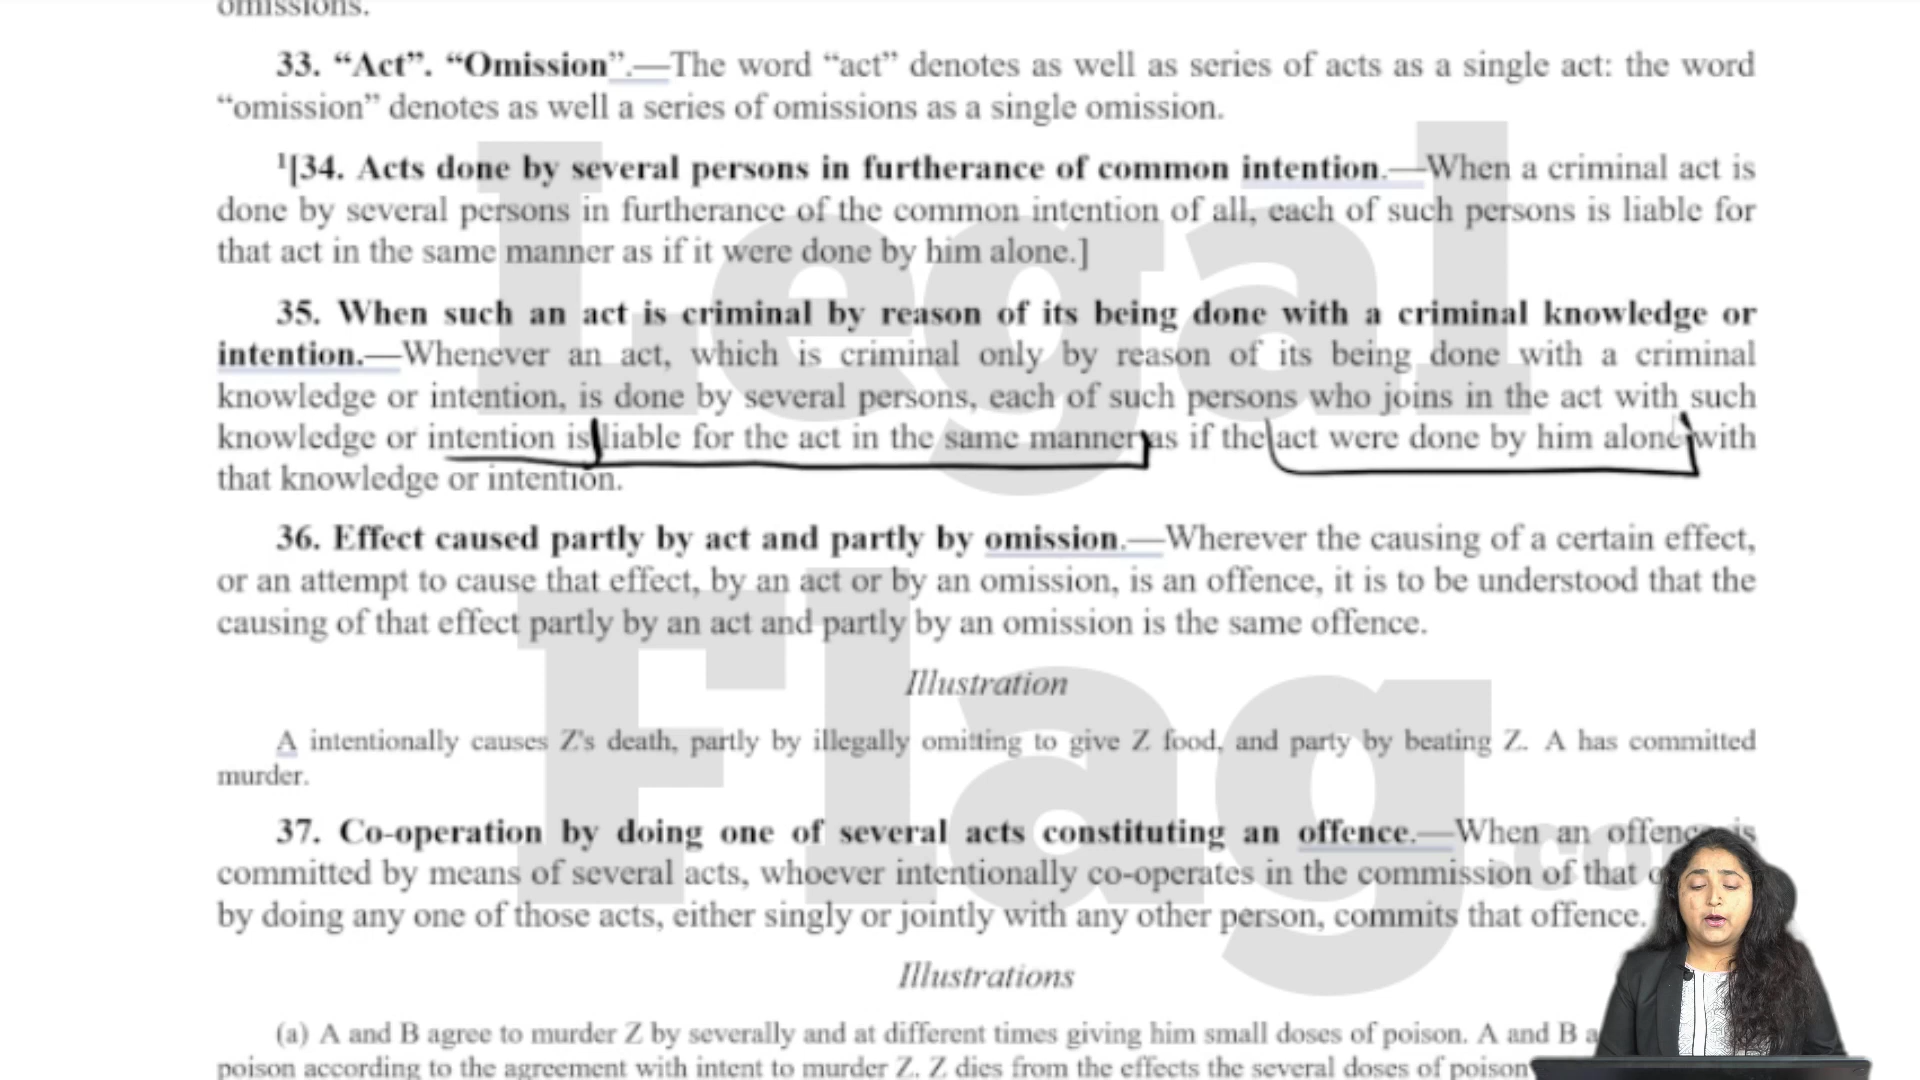 omissions.
33. “Act”. “Omission”.—The word “act” denotes as well as series of acts as a single act: the word
“omission” denotes as well a series of omissions as a single omission.
1[34. Acts done by several persons in furtherance of common intention.—When a criminal act is
done by several persons in furtherance of the common intention of all, each of such persons is liable for
that act in the same manner as if it were done by him alone.]
35. When such an act is criminal by reason of its being done with a criminal knowledge or
intention.—Whenever an act, which is criminal only by reason of its being done with a criminal
knowledge or intention, is done by several persons, each of such persons who joins in the act with such
knowledge or intention is liable for the act in the same manner as if the act were done by him alone with
that knowledge or intention.
36. Effect caused partly by act and partly by omission.—Wherever the causing of a certain effect,
or an attempt to cause that effect, by an act or by an omission, is an offence, it is to be understood that the
causing of that effect partly by an act and partly by an omission is the same offence.
Illustration
A intentionally causes Z's death, partly by illegally omitting to give Z food, and party by beating Z. A has committed
murder.
37. Co-operation by doing one of several acts constituting an offence.—When an offence is
committed by means of several acts, whoever intentionally co-operates in the commission of that
by doing any one of those acts, either singly or jointly with any other person, commits that offence.
Illustrations
(a) A and B agree to murder Z by severally and at different times giving him small doses of poison. A and B
poison according to the agreement with intent to murder Z. Z dies from the effects the several doses of poison
Legal
Flag
.co